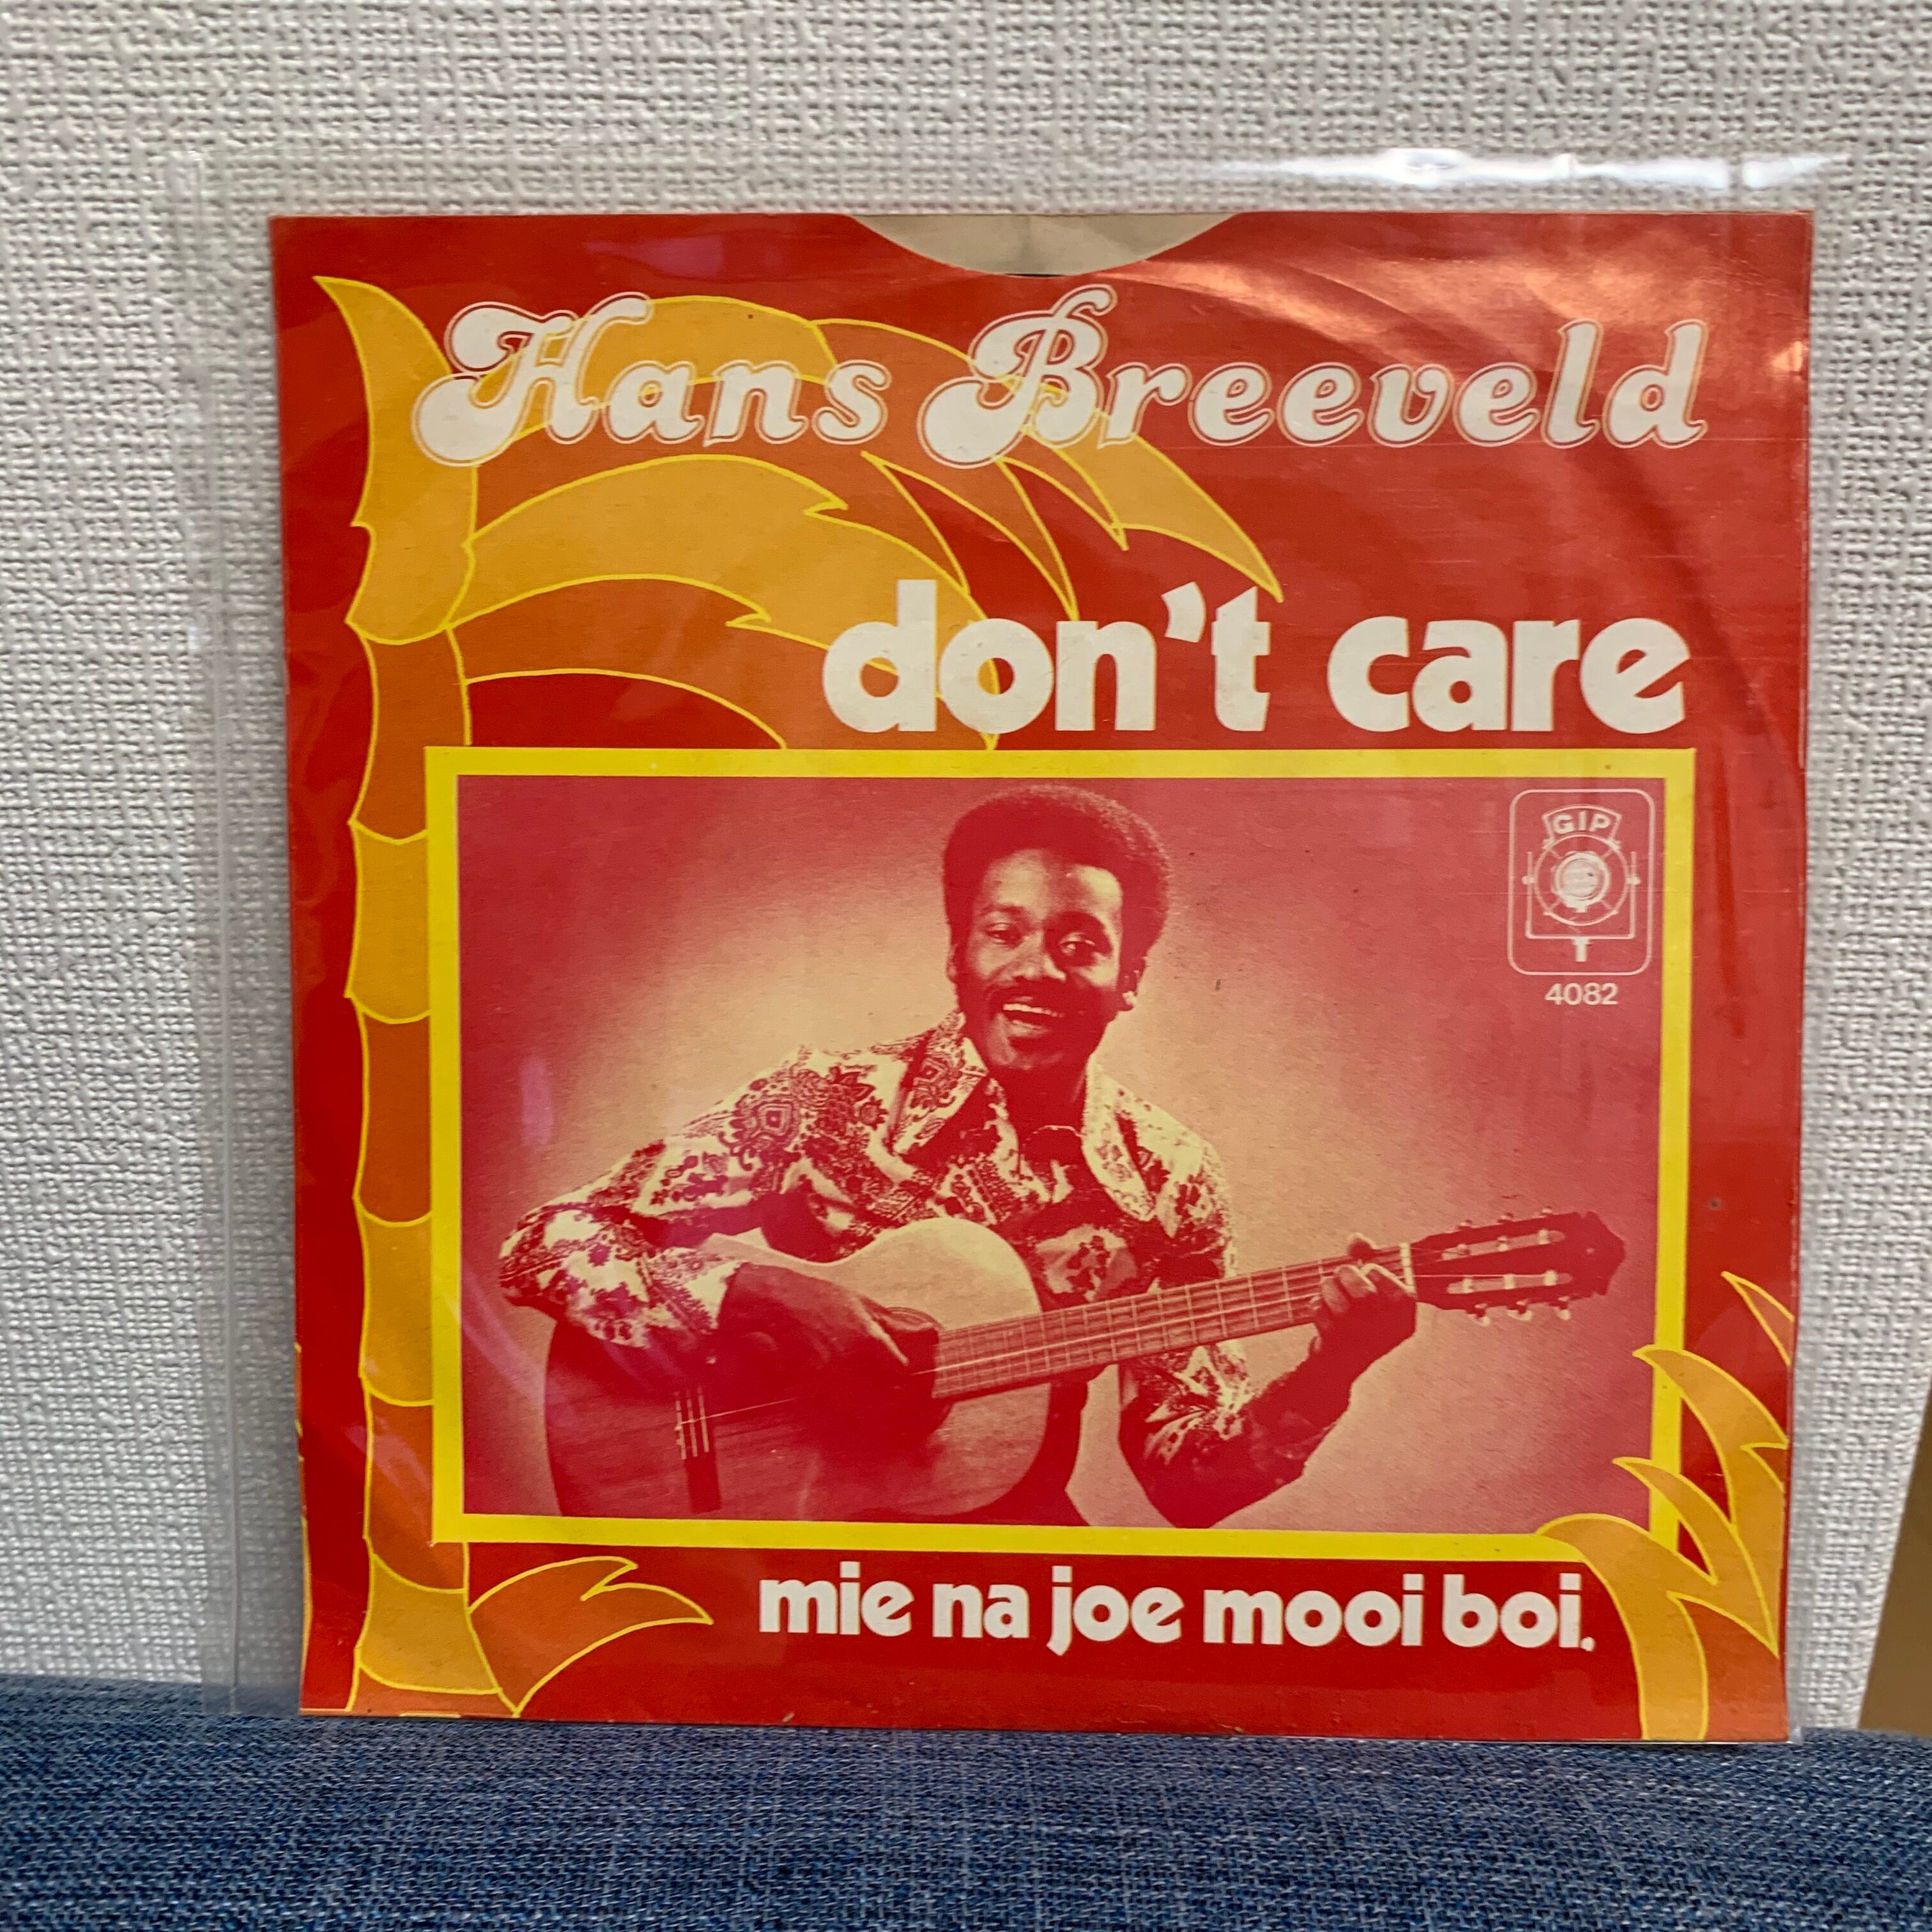 Hans Breeveld
don't care
GIP
T
4082
mie na joe mooi boi.